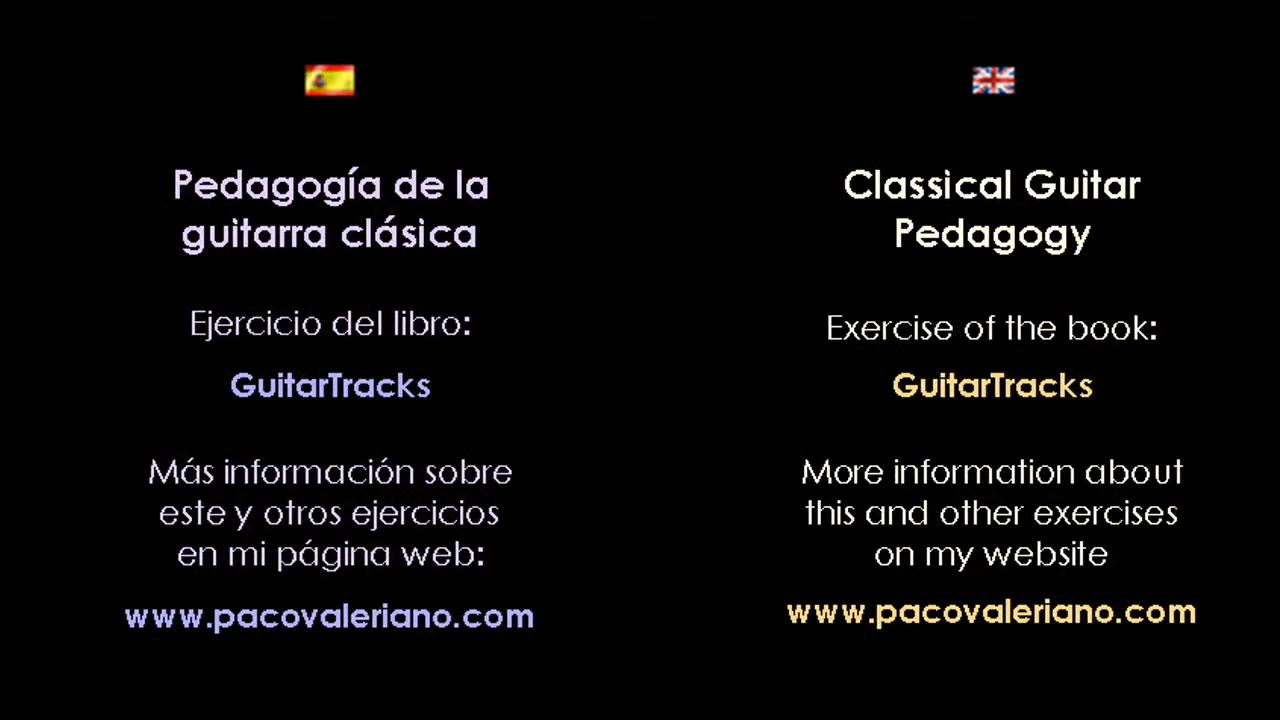 Pedagogía de la
guitarra clásica
Ejercicio del libro:
GuitarTracks
Más información sobre
este y otros ejercicios
en mi página web:
www.pacovaleriano.com
Classical Guitar
Pedagogy
Exercise of the book:
GuitarTracks
More information about
this and other exercises
on my website
www.pacovaleriano.com